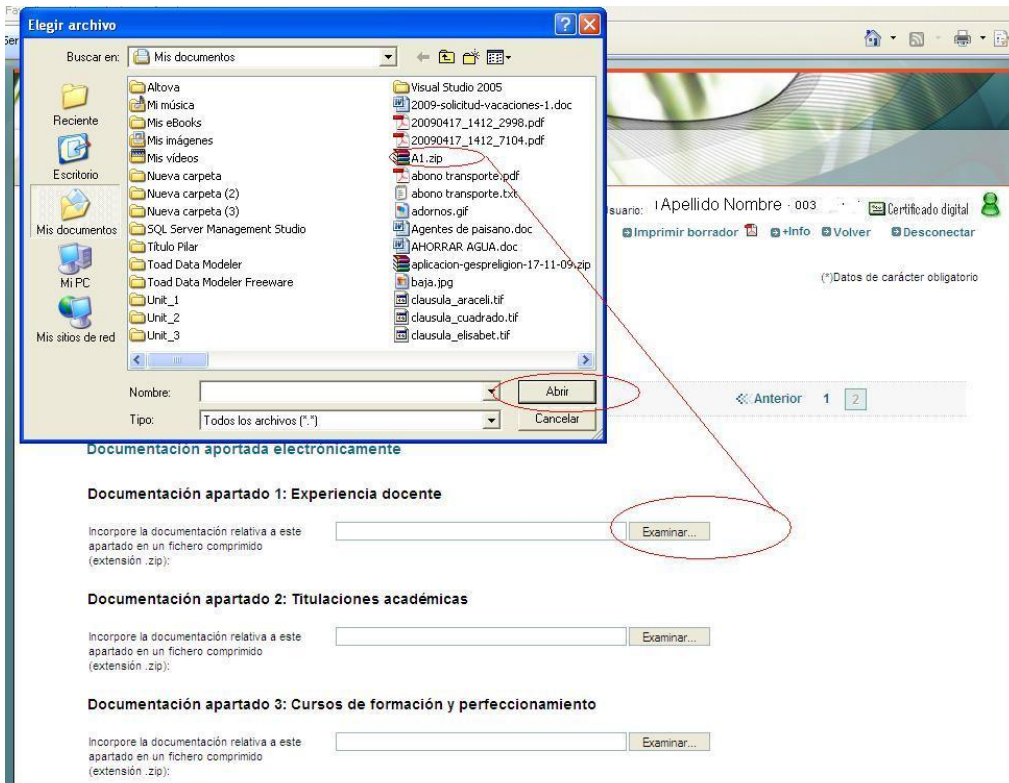 Elegir archivo
Buscar en:
Mis documentos
Reciente
Escritorio
Mis documentos
Mi PC
Mis sitios de red
Altova
Mi música
Mis eBooks
Mis imágenes
Mis vídeos
Nueva carpeta
Nueva carpeta (2)
Nueva carpeta (3)
SQL Server Management Studio
Título Pilar
Toad Data Modeler
Toad Data Modeler Freeware
Unit_1
Unit_2
Unit_3
Visual Studio 2005
2009-solicitud-vacaciones-1.doc
20090417_1412_2998.pdf
20090417_1412_7104.pdf
A1.zip
abono transporte.pdf
abono transporte.txt
adornos.gif
Agentes de paisano.doc
AHORRAR AGUA.doc
aplicacion-gespreligion-17-11-09.zip
baja.jpg
clausula_araceli.tif
clausula_cuadrado.tif
clausula_elisabet.tif
Nombre:
Abrir
Tipo:
Todos los archivos (*.*)
Cancelar
suario: Apellido Nombre - 003
Certificado digital
Imprimir borrador +Info Volver Desconectar
(*)Datos de carácter obligatorio
Anterior 1 2
Documentación aportada electrónicamente
Documentación apartado 1: Experiencia docente
Incorpore la documentación relativa a este
apartado en un fichero comprimido
(extensión .zip):
Examinar...
Documentación apartado 2: Titulaciones académicas
Incorpore la documentación relativa a este
apartado en un fichero comprimido
(extensión .zip):
Examinar...
Documentación apartado 3: Cursos de formación y perfeccionamiento
Incorpore la documentación relativa a este
apartado en un fichero comprimido
(extensión .zip):
Examinar...